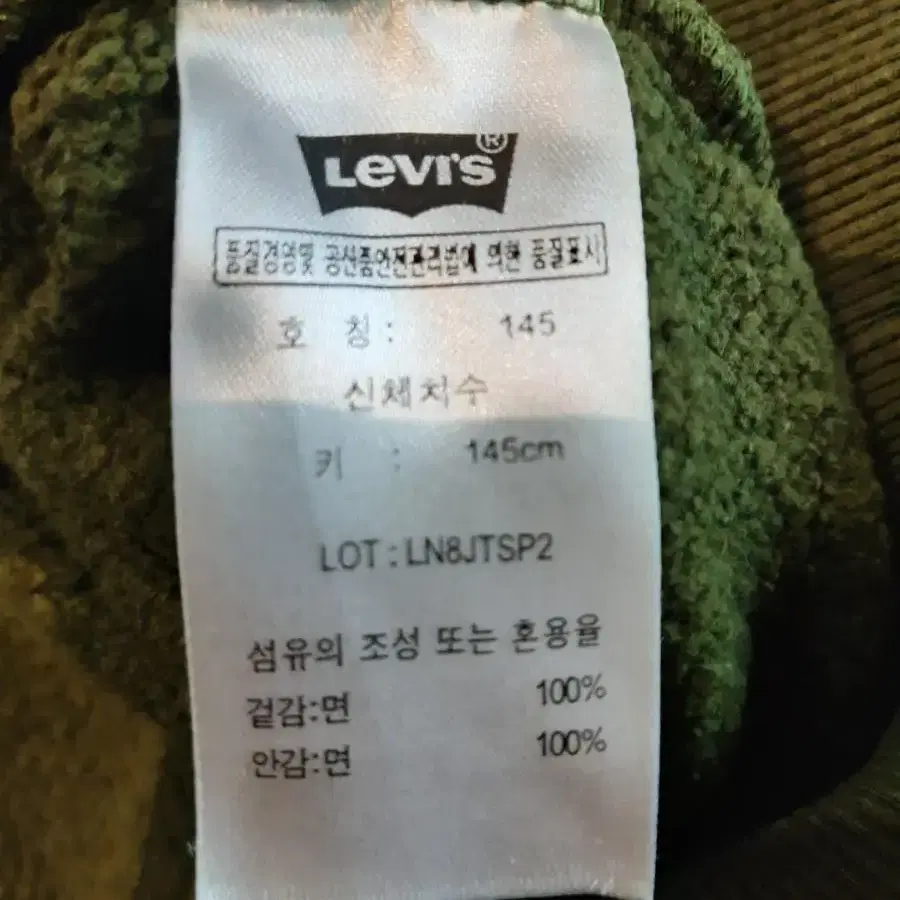 Levi's®
품질경영및 공산품안전관리법에 의한 품질표시
호 칭 : 145
신체치수
키 : 145cm
LOT : LN8JTSP2
섬유의 조성 또는 혼용율
겉감:면 100%
안감:면 100%